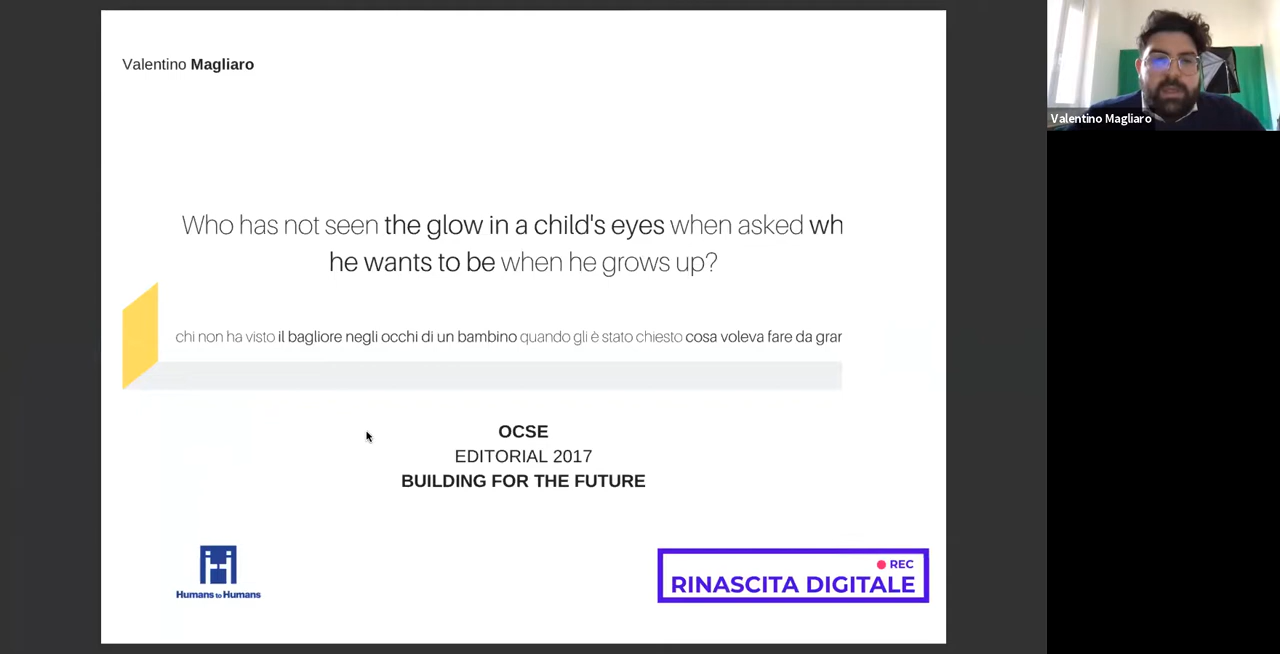 Valentino Magliaro
Who has not seen the glow in a child's eyes when asked wh
he wants to be when he grows up?
chi non ha visto il bagliore negli occhi di un bambino quando gli è stato chiesto cosa voleva fare da grar
OCSE
EDITORIAL 2017
BUILDING FOR THE FUTURE
Humans to Humans
REC
RINASCITA DIGITALE
Valentino Magliaro